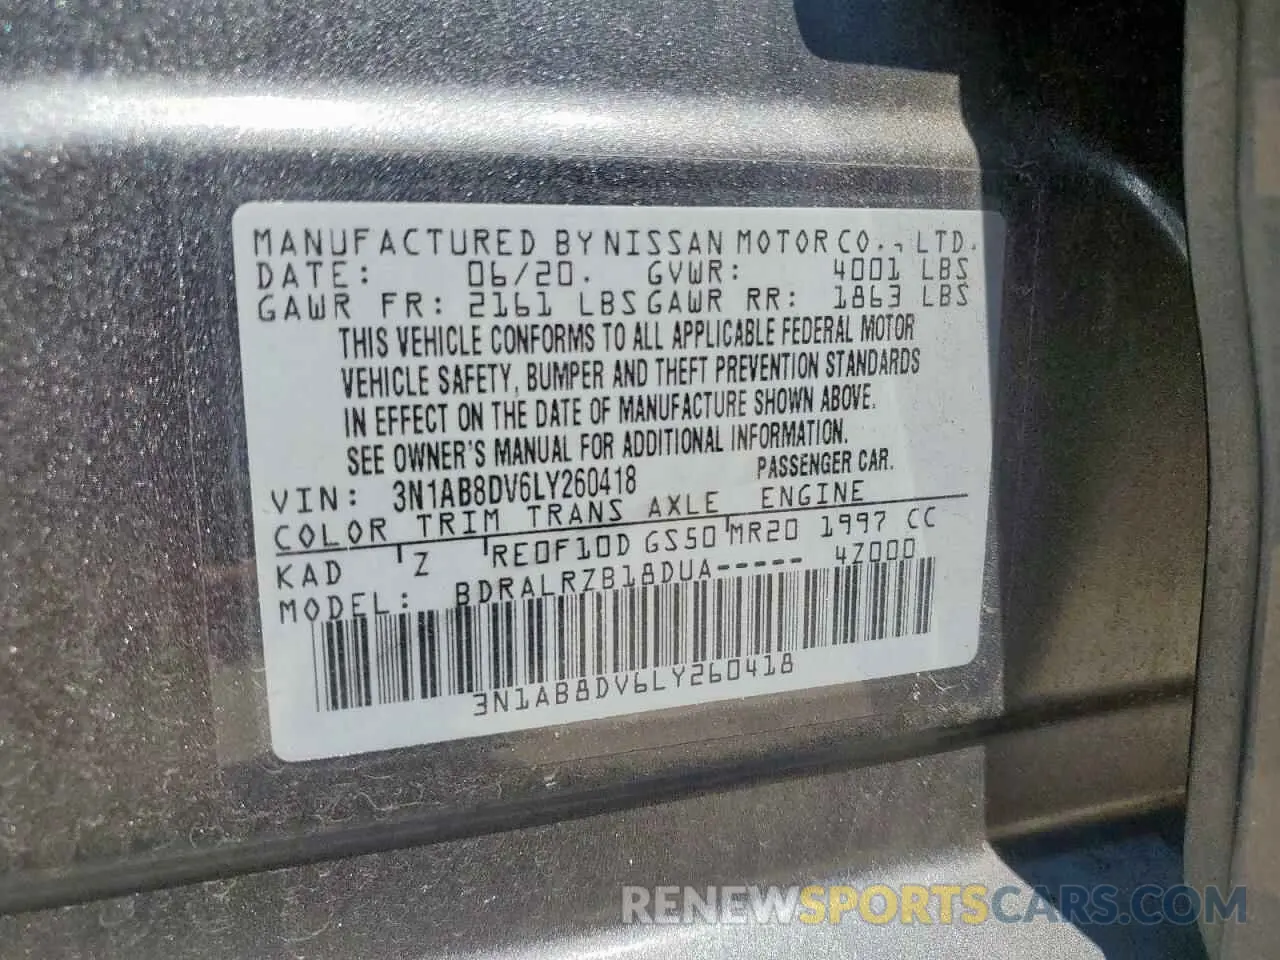 MANUFACTURED BY NISSAN MOTOR CO., LTD.
DATE: 06/20. GVWR: 4001 LBS
GAWR FR: 2161 LBS GAWR RR: 1863 LBS
THIS VEHICLE CONFORMS TO ALL APPLICABLE FEDERAL MOTOR
VEHICLE SAFETY, BUMPER AND THEFT PREVENTION STANDARDS
IN EFFECT ON THE DATE OF MANUFACTURE SHOWN ABOVE.
SEE OWNER'S MANUAL FOR ADDITIONAL INFORMATION.
VIN: 3N1AB8DV6LY260418 PASSENGER CAR.
COLOR TRIM TRANS AXLE ENGINE
KAD Z RE0F10D GS50 MR20 1997 CC
MODEL: BDRALRZB18DUA----- 4Z000
3N1AB8DV6LY260418
RENEWSPORTSCARS.COM